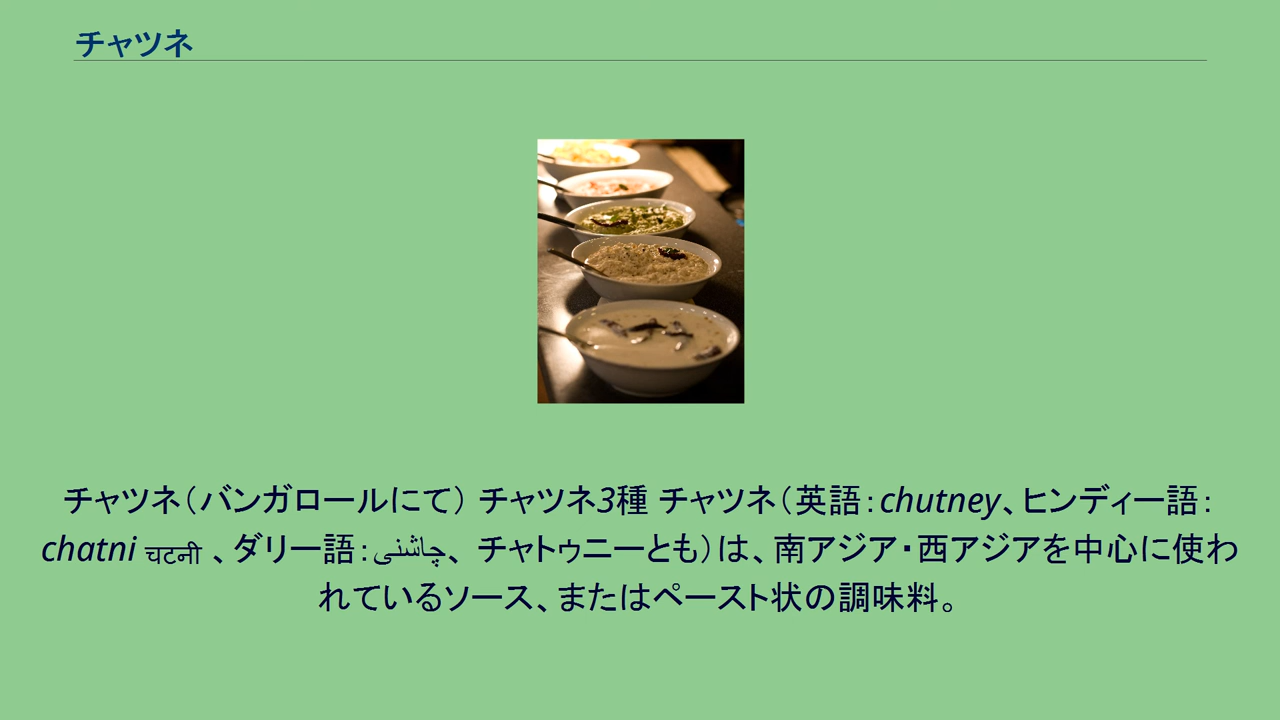 チャツネ
チャツネ（バンガロールにて） チャツネ3種 チャツネ（英語：chutney、ヒンディー語：
chatni चटनी 、ダリー語：چاشنی、 チャトゥニーとも）は、南アジア・西アジアを中心に使わ
れているソース、またはペースト状の調味料。